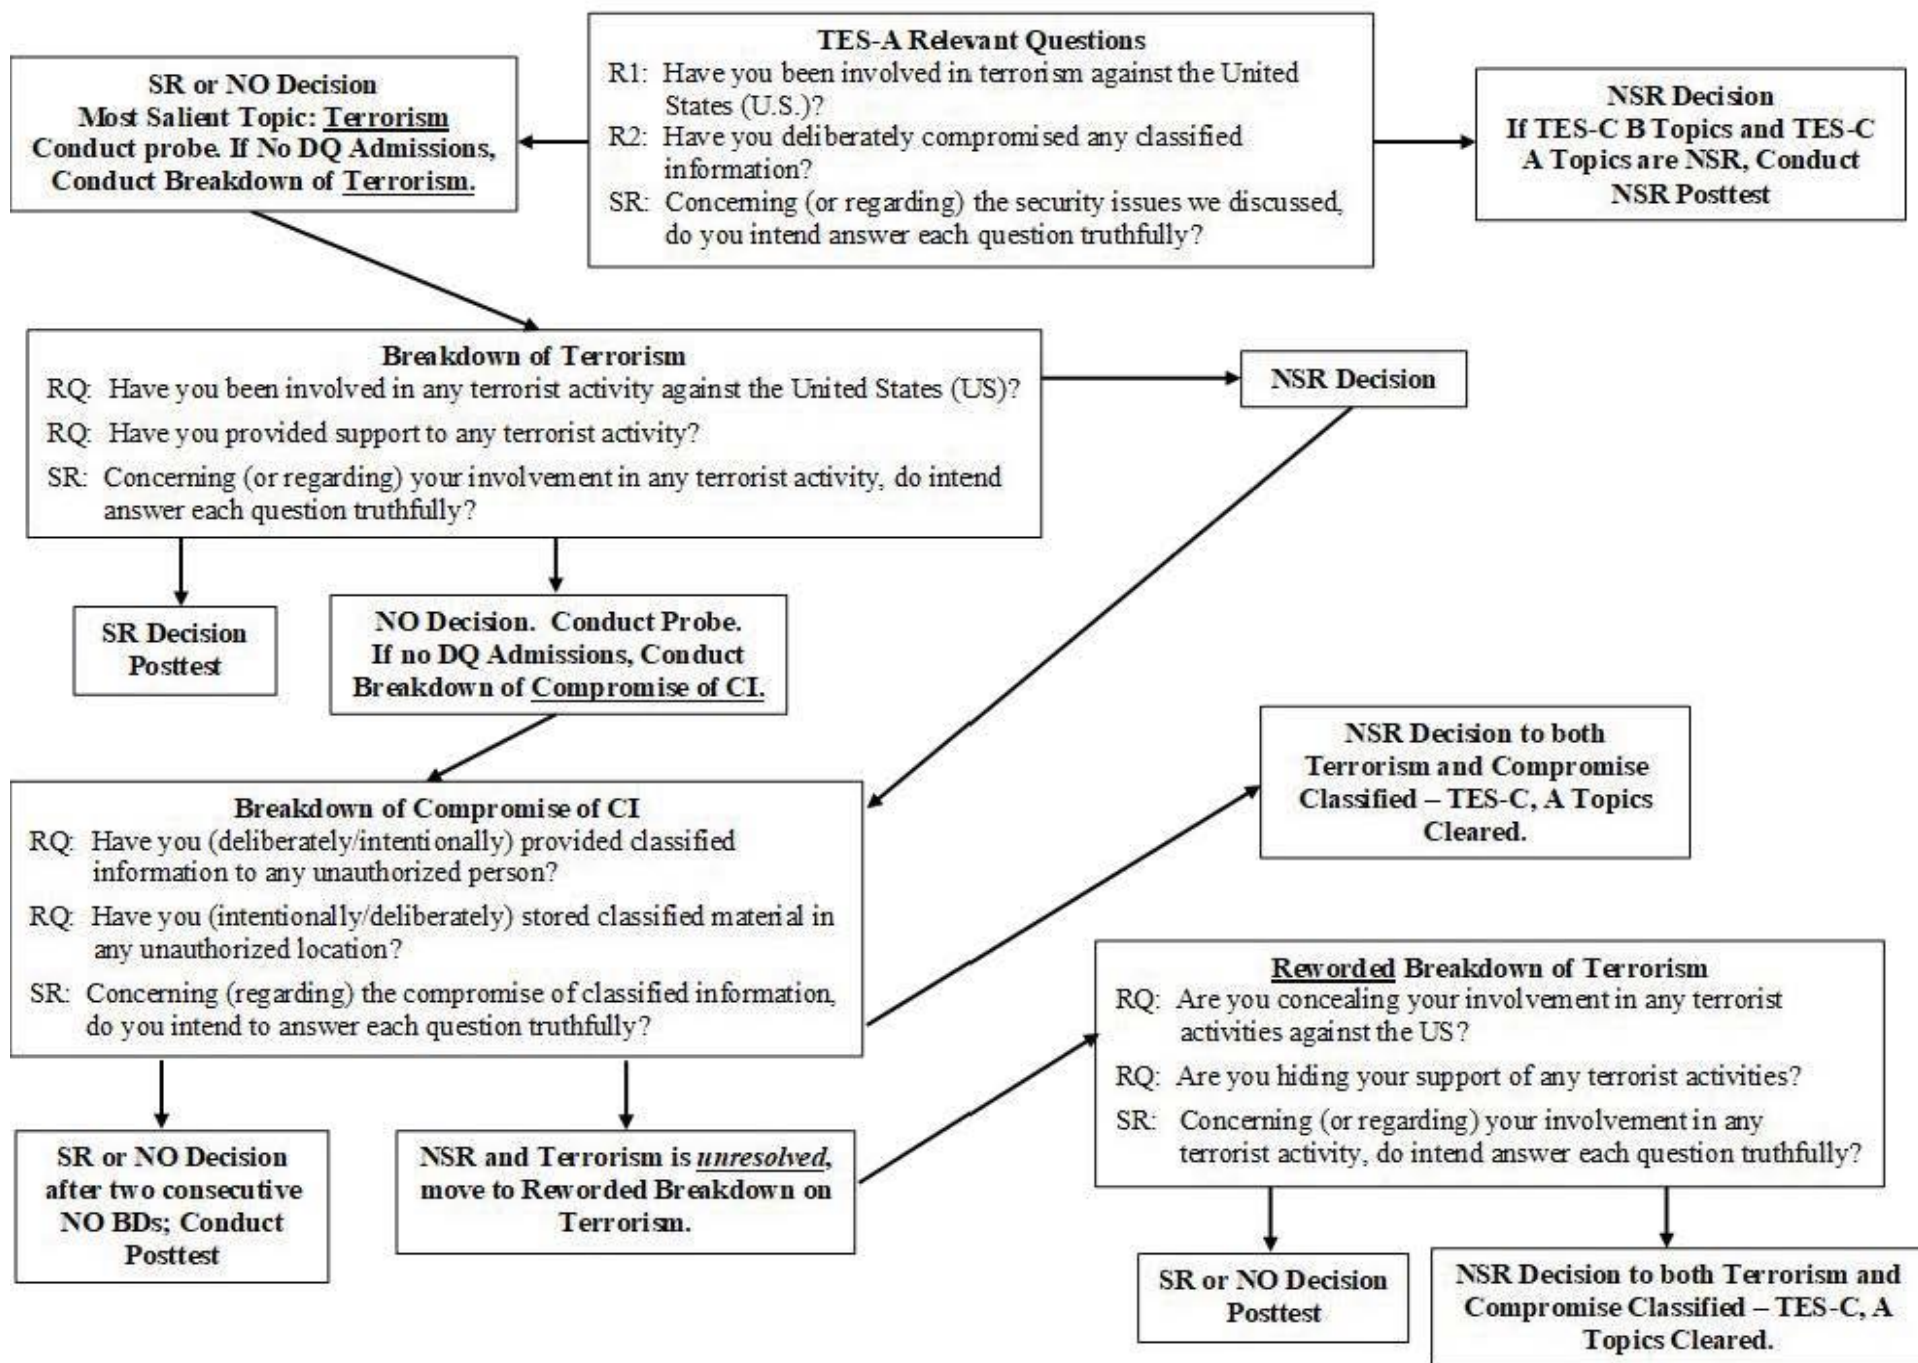 TES-A Relevant Questions
R1: Have you been involved in terrorism against the United
States (U.S.)?
R2: Have you deliberately compromised any classified
information?
SR: Concerning (or regarding) the security issues we discussed,
do you intend answer each question truthfully?
SR or NO Decision
Most Salient Topic: Terrorism
Conduct probe. If No DQ Admissions,
Conduct Breakdown of Terrorism.
NSR Decision
If TES-C B Topics and TES-C
A Topics are NSR, Conduct
NSR Posttest
Breakdown of Terrorism
RQ: Have you been involved in any terrorist activity against the United States (US)?
RQ: Have you provided support to any terrorist activity?
SR: Concerning (or regarding) your involvement in any terrorist activity, do intend
answer each question truthfully?
NSR Decision
SR Decision
Posttest
NO Decision. Conduct Probe.
If no DQ Admissions, Conduct
Breakdown of Compromise of CI.
Breakdown of Compromise of CI
RQ: Have you (deliberately/intentionally) provided classified
information to any unauthorized person?
RQ: Have you (intentionally/deliberately) stored classified material in
any unauthorized location?
SR: Concerning (regarding) the compromise of classified information,
do you intend to answer each question truthfully?
NSR Decision to both
Terrorism and Compromise
Classified – TES-C, A Topics
Cleared.
SR or NO Decision
after two consecutive
NO BDs; Conduct
Posttest
NSR and Terrorism is unresolved,
move to Reworded Breakdown on
Terrorism.
Reworded Breakdown of Terrorism
RQ: Are you concealing your involvement in any terrorist
activities against the US?
RQ: Are you hiding your support of any terrorist activities?
SR: Concerning (or regarding) your involvement in any
terrorist activity, do intend answer each question truthfully?
SR or NO Decision
Posttest
NSR Decision to both Terrorism and
Compromise Classified – TES-C, A
Topics Cleared.